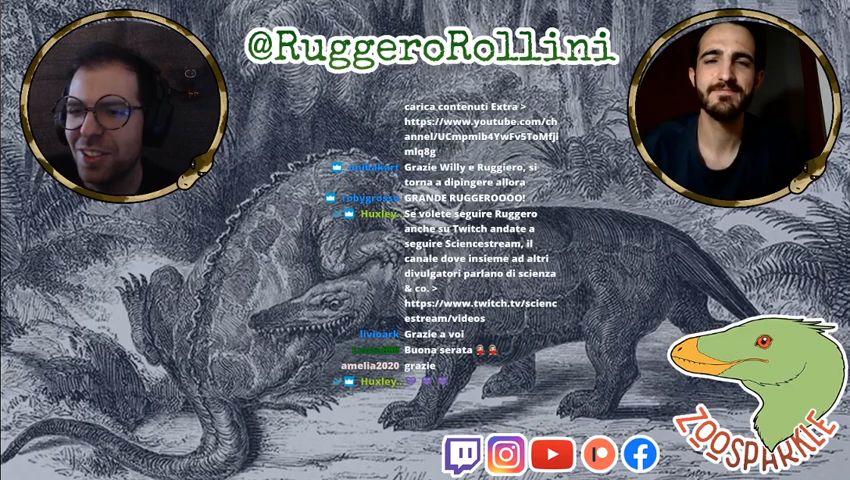 @RuggeroRollini
carica contenuti Extra >
https://www.youtube.com/ch
annel/UCmpmib4YwFv5ToMfji
mlq8g
Grazie Willy e Ruggiero, si
torna a dipingere allora
robygrosso GRANDE RUGGEROOOO!
Huxley... Se volete seguire Ruggero
anche su Twitch andate a
seguire Sciencestream, il
canale dove insieme ad altri
divulgatori parlano di scienza
& co. >
https://www.twitch.tv/scienc
estream/videos
livioark Grazie a voi
Buona serata
amelia2020 grazie
Huxley...
ZOOSPARKLE